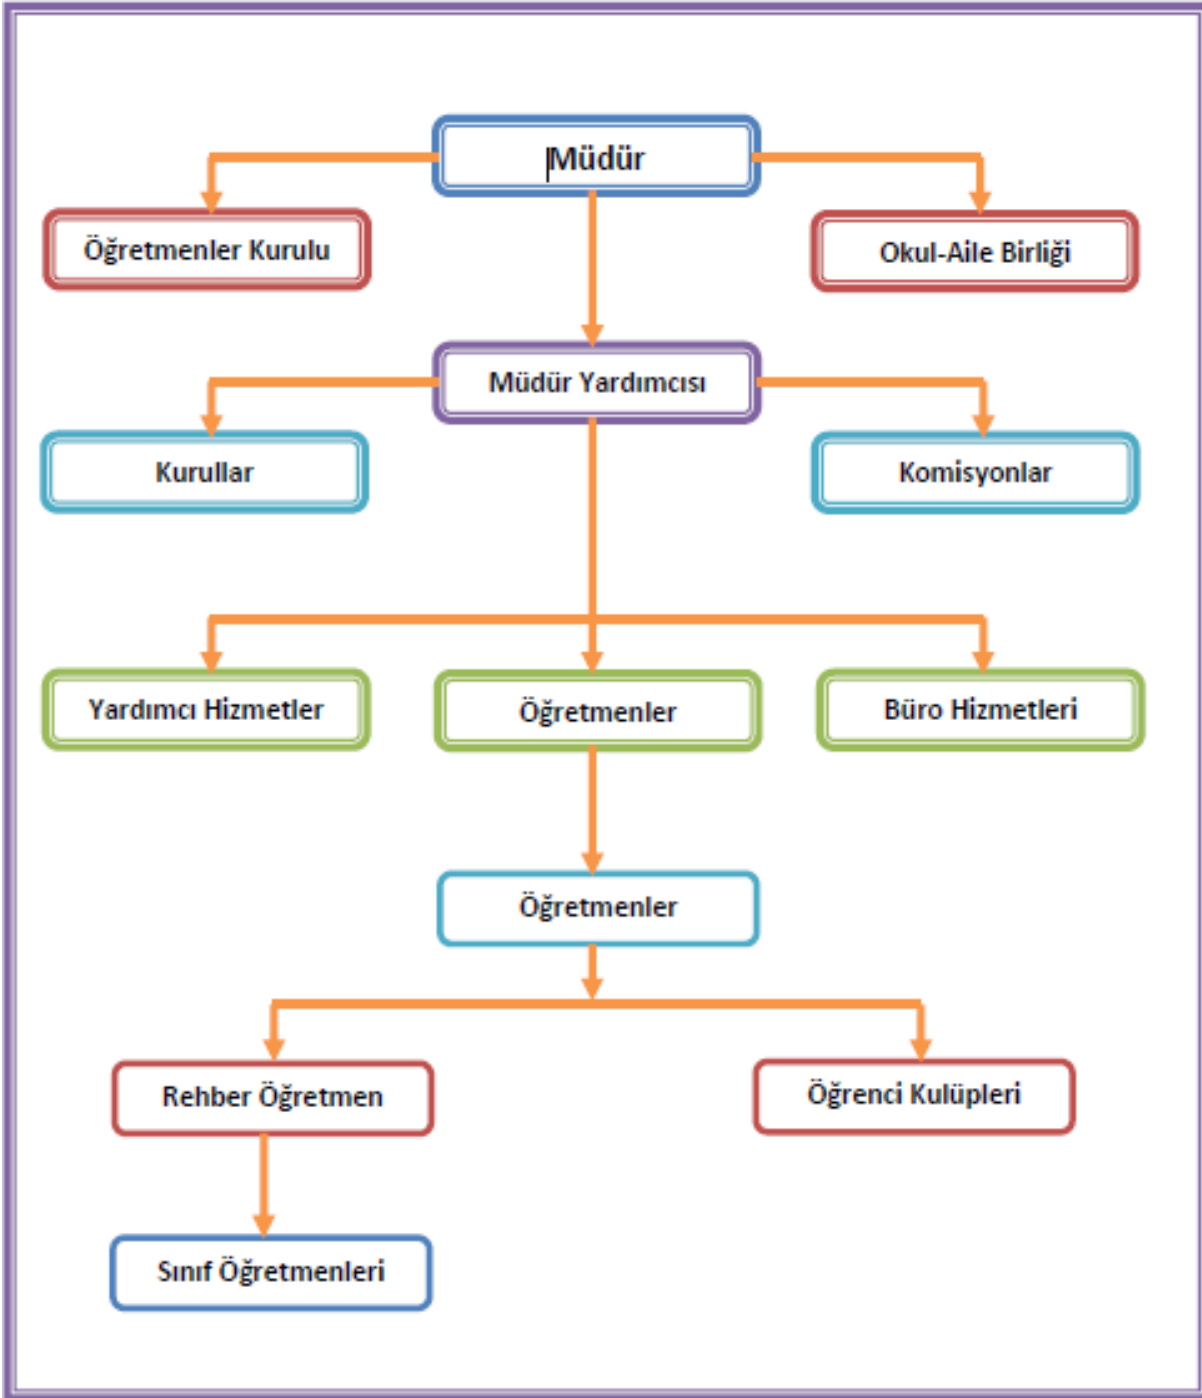 Müdür
Öğretmenler Kurulu
Okul-Aile Birliği
Müdür Yardımcısı
Kurullar
Komisyonlar
Yardımcı Hizmetler
Öğretmenler
Büro Hizmetleri
Öğretmenler
Rehber Öğretmen
Öğrenci Kulüpleri
Sınıf Öğretmenleri